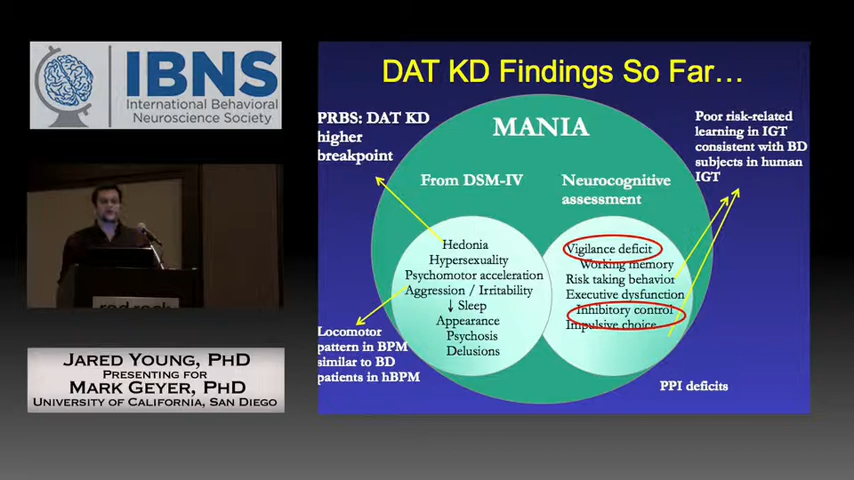 IBNS
International Behavioral
Neuroscience Society
JARED YOUNG, PHD
PRESENTING FOR
MARK GEYER, PHD
UNIVERSITY OF CALIFORNIA, SAN DIEGO
DAT KD Findings So Far…
PRBS: DAT KD
higher
breakpoint
MANIA
From DSM-IV
Neurocognitive
assessment
Poor risk-related
learning in IGT
consistent with BD
subjects in human
IGT
Hedonia
Hypersexuality
Psychomotor acceleration
Aggression / Irritability
↓ Sleep
Appearance
Psychosis
Delusions
Vigilance deficit
Working memory
Risk taking behavior
Executive dysfunction
Inhibitory control
Impulsive choice
Locomotor
pattern in BPM
similar to BD
patients in hBPM
PPI deficits